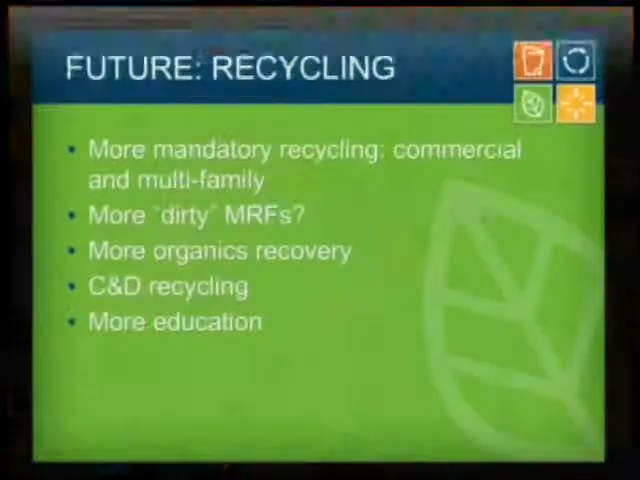 FUTURE: RECYCLING
• More mandatory recycling: commercial
and multi-family
• More "dirty" MRFs?
• More organics recovery
• C&D recycling
• More education